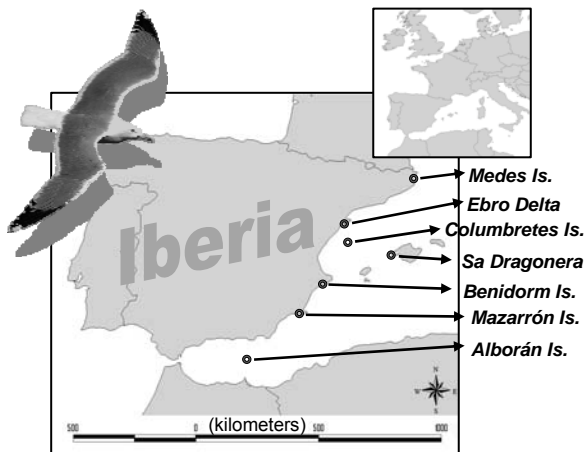 Iberia
Medes Is.
Ebro Delta
Columbretes Is.
Sa Dragonera
Benidorm Is.
Mazarrón Is.
Alborán Is.
N
W E
S
(kilometers)
500 0 500 1000